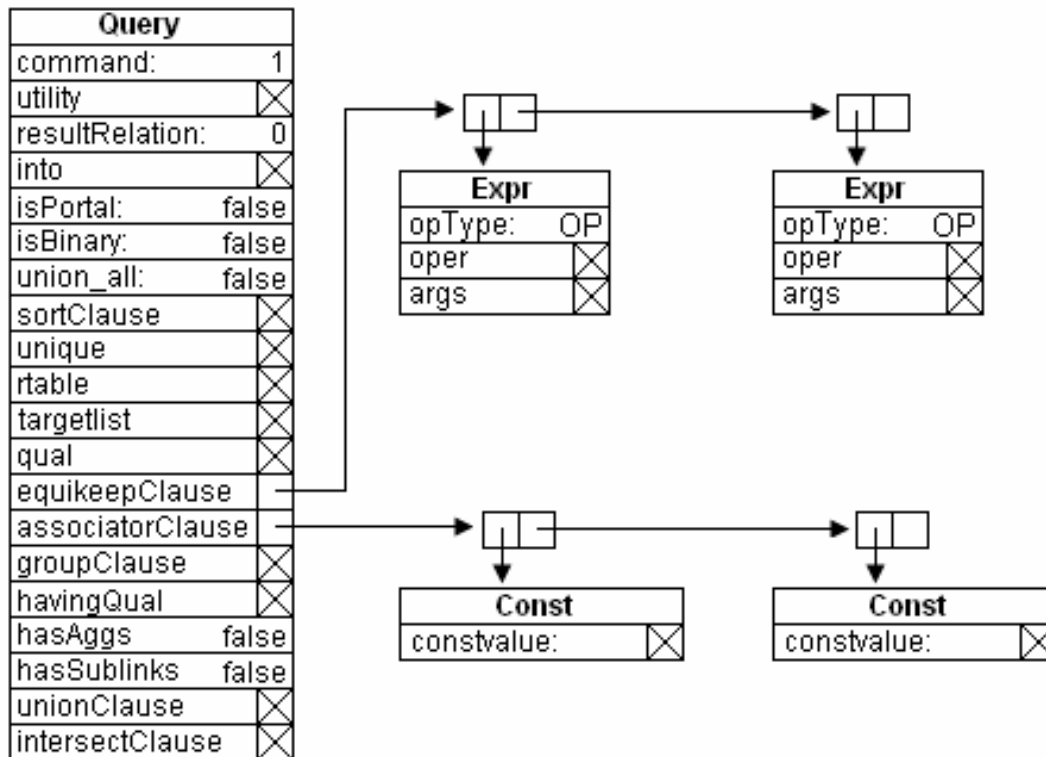 Query
command: 1
utility
resultRelation: 0
into
isPortal: false
isBinary: false
union_all: false
sortClause
unique
rtable
targetlist
qual
equikeepClause
associatorClause
groupClause
havingQual
hasAggs false
hasSublinks false
unionClause
intersectClause
Expr
opType: OP
oper
args
Expr
opType: OP
oper
args
Const
constvalue:
Const
constvalue: